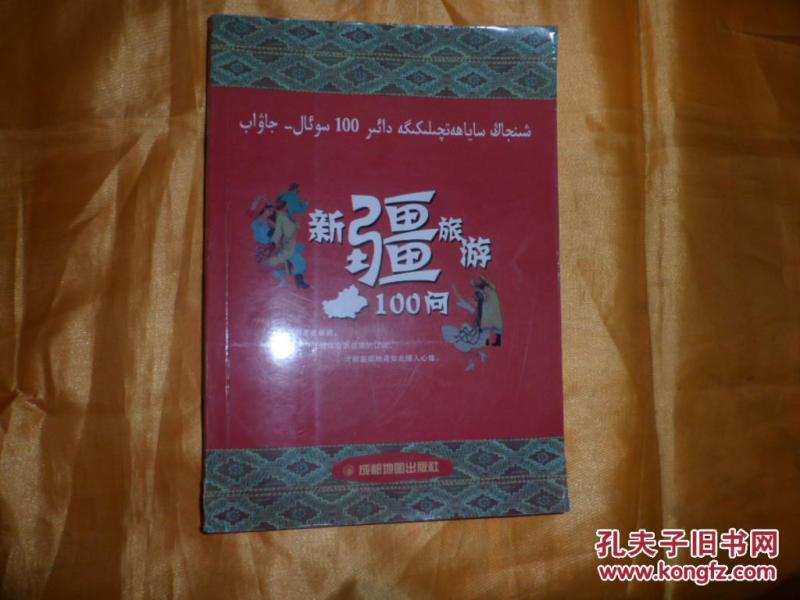 شىنجاڭ ساياھەتچىلىكىگە دائىر 100 سوئال- جاۋاب
新疆旅游
100问
成都地图出版社
孔夫子旧书网
www.kongfz.com